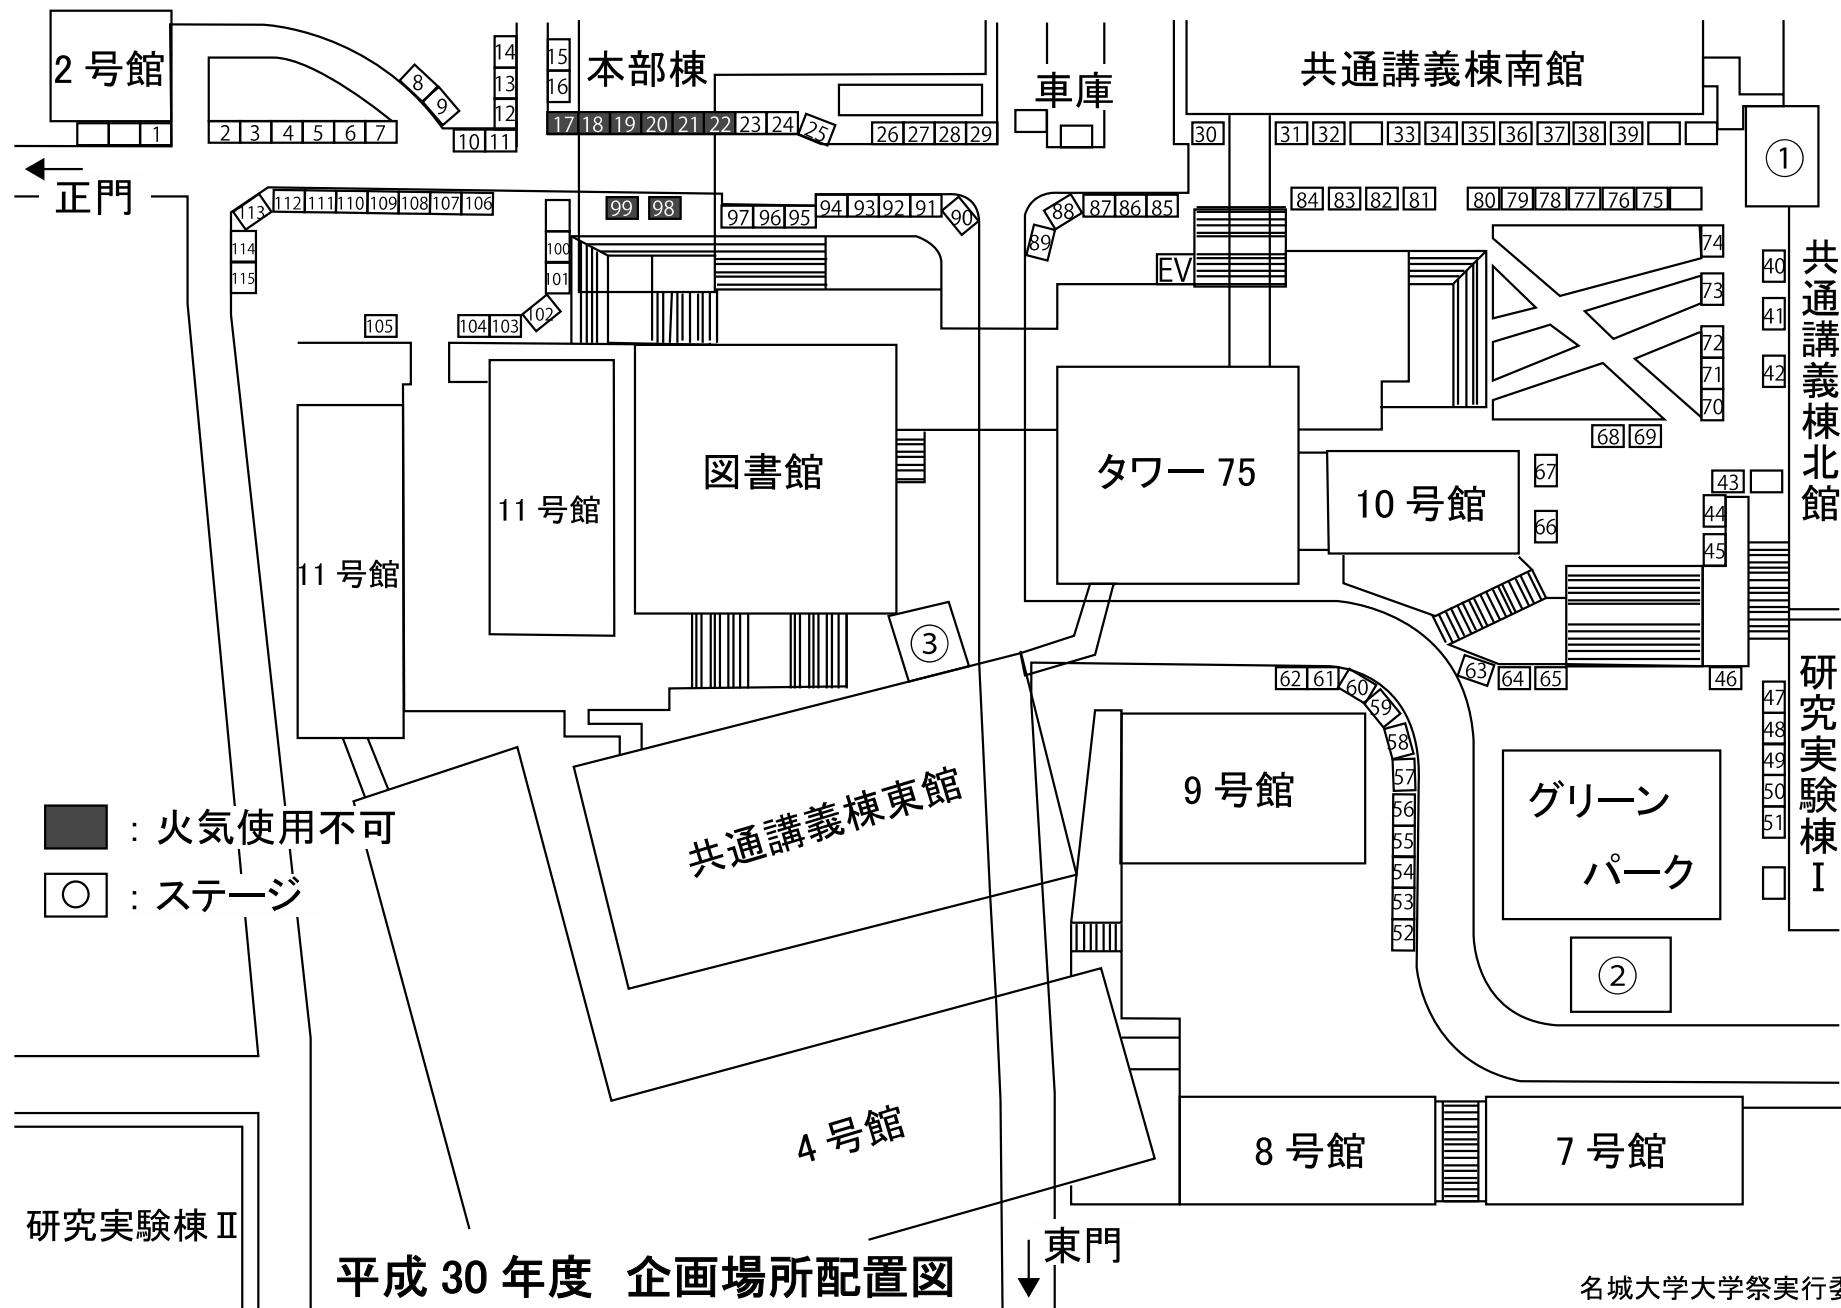 2 号館
本部棟
車庫
共通講義棟南館
14
13
12
15
16
8
9
10 11
1
2 3 4 5 6 7
17 18 19 20 21 22 23 24 25
26 27 28 29
30
31 32 33 34 35 36 37 38 39
①
正門
113 112 111 110 109 108 107 106
99 98
97 96 95 94 93 92 91 90
89 88 87 86 85
84 83 82 81
80 79 78 77 76 75
114
115
100
101
102
105
104 103
EV
74
73
72
71
70
68 69
40
41
42
共通講義棟北館
図書館
タワー 75
10 号館
11 号館
11 号館
67
66
43
44
45
③
62 61 60 59 58 57 56 55 54 53 52
63 64 65
46
47
48
49
50
51
研究実験棟 I
9 号館
グリーン
パーク
②
共通講義棟東館
：火気使用不可
：ステージ
4 号館
8 号館
7 号館
研究実験棟 II
東門
平成 30 年度 企画場所配置図
名城大学大学祭実行委